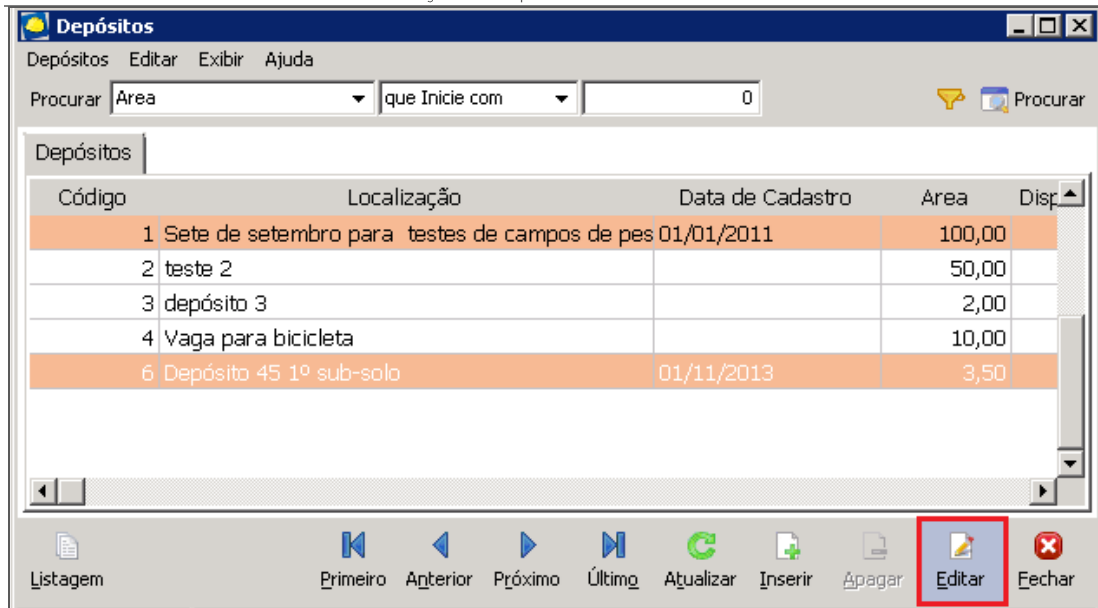 Depósitos
Depósitos Editar Exibir Ajuda
Procurar Area que Inicie com 0 Procurar
Depósitos
Código Localização Data de Cadastro Area Disp
1 Sete de setembro para testes de campos de pes 01/01/2011 100,00
2 teste 2 50,00
3 depósito 3 2,00
4 Vaga para bicicleta 10,00
6 Depósito 45 1º sub-solo 01/11/2013 3,50
Listagem Primeiro Anterior Próximo Último Atualizar Inserir Apagar Editar Fechar